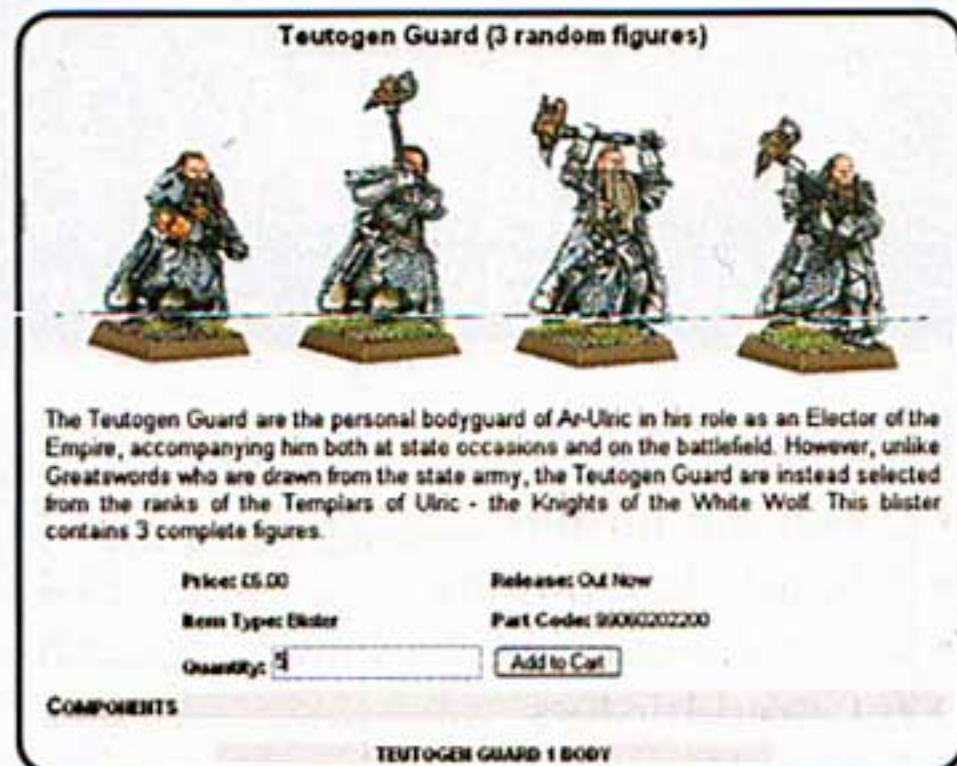 Teutogen Guard (3 random figures)
The Teutogen Guard are the personal bodyguard of Ar-Ulric in his role as an Elector of the
Empire, accompanying him both at state occasions and on the battlefield. However, unlike
Greatswords who are drawn from the state army, the Teutogen Guard are instead selected
from the ranks of the Templars of Ulric - the Knights of the White Wolf. This blister
contains 3 complete figures.
Price: £6.00 Release: Out Now
Item Type: Blister Part Code: 99060202200
Quantity: 5 Add to Cart
COMPONENTS
TEUTOGEN GUARD 1 BODY